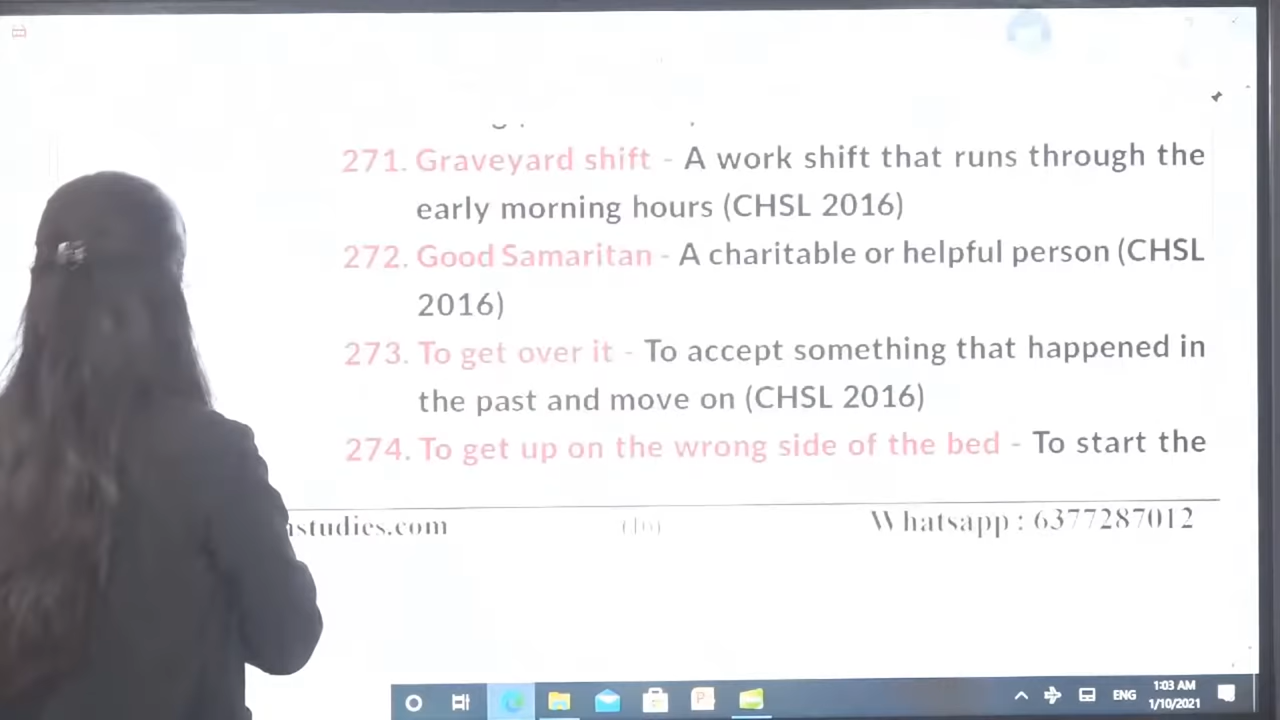 271. Graveyard shift - A work shift that runs through the
early morning hours (CHSL 2016)
272. Good Samaritan - A charitable or helpful person (CHSL
2016)
273. To get over it - To accept something that happened in
the past and move on (CHSL 2016)
274. To get up on the wrong side of the bed - To start the
studies.com (16) Whatsapp : 6377287012
ENG
1:03 AM
1/10/2021